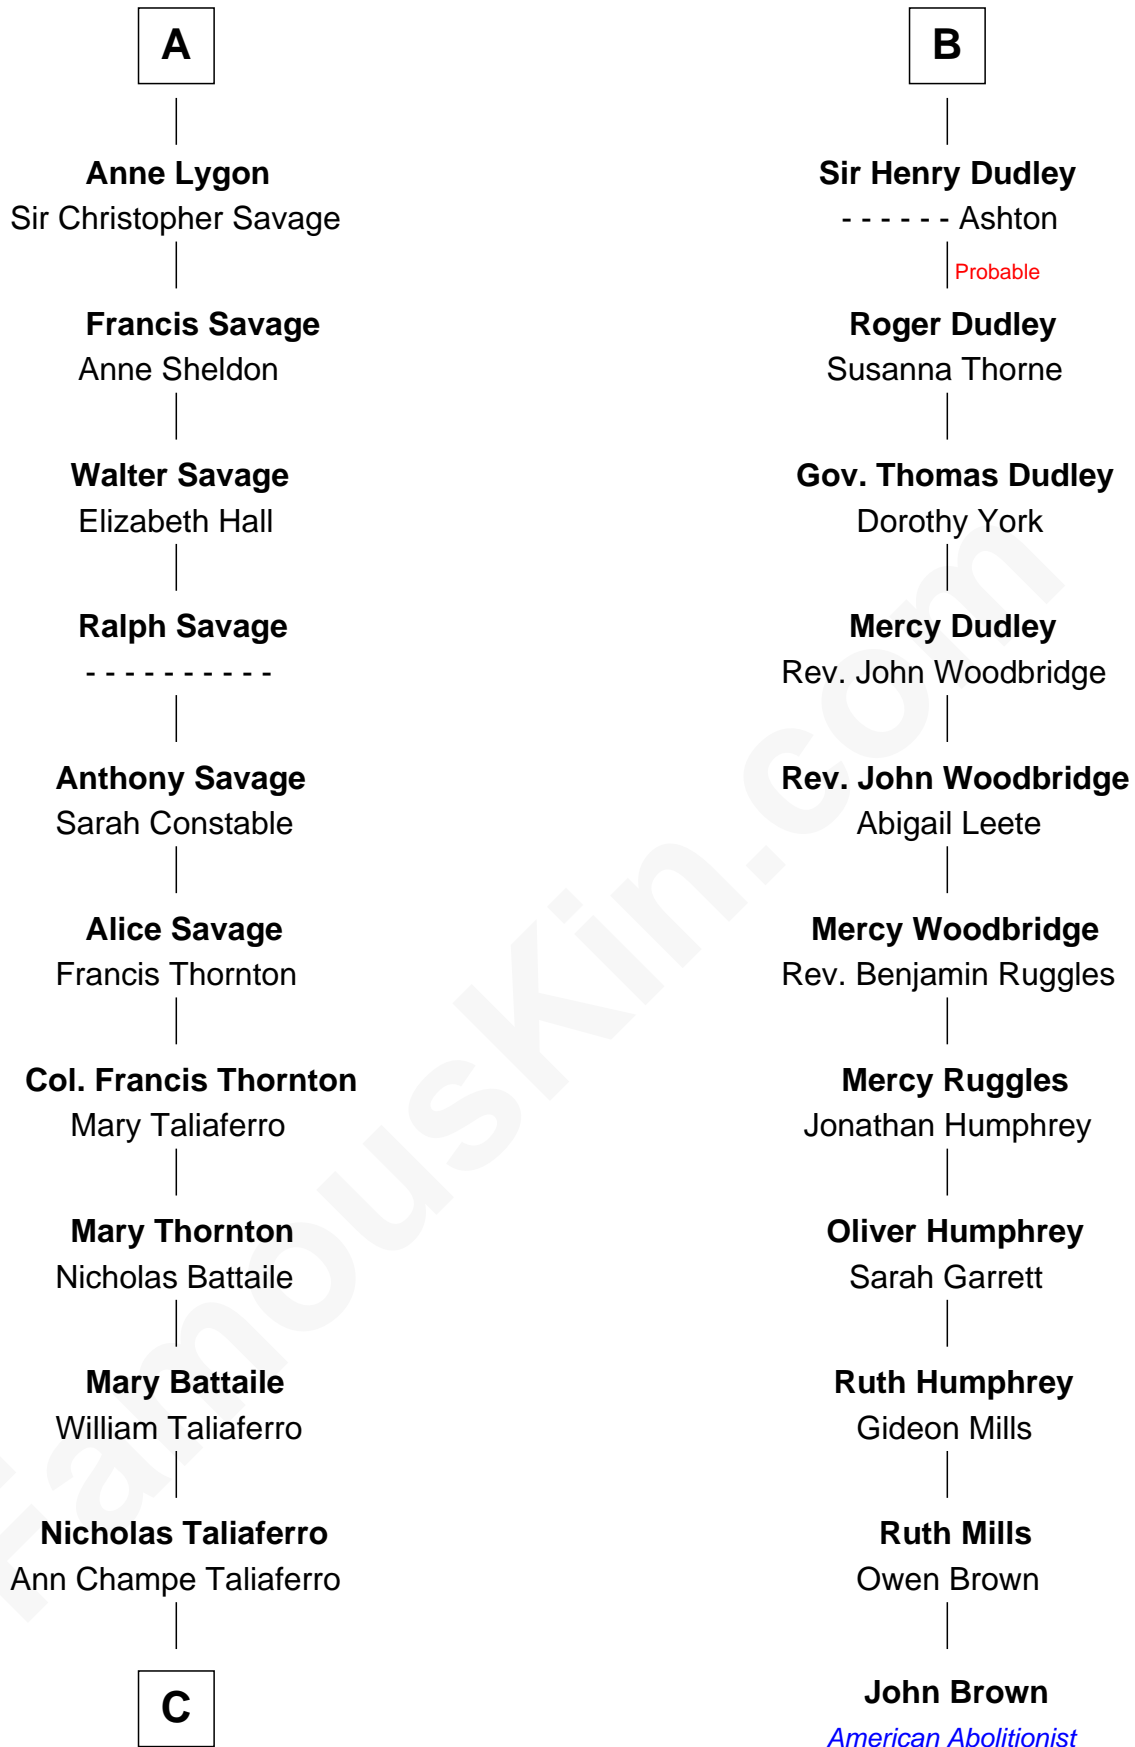 A
Anne Lygon
Sir Christopher Savage
Francis Savage
Anne Sheldon
Walter Savage
Elizabeth Hall
Ralph Savage
- - - - - - - - - -
Anthony Savage
Sarah Constable
Alice Savage
Francis Thornton
Col. Francis Thornton
Mary Taliaferro
Mary Thornton
Nicholas Battaile
Mary Battaile
William Taliaferro
Nicholas Taliaferro
Ann Champe Taliaferro
C
B
Sir Henry Dudley
- - - - - - Ashton
Probable
Roger Dudley
Susanna Thorne
Gov. Thomas Dudley
Dorothy York
Mercy Dudley
Rev. John Woodbridge
Rev. John Woodbridge
Abigail Leete
Mercy Woodbridge
Rev. Benjamin Ruggles
Mercy Ruggles
Jonathan Humphrey
Oliver Humphrey
Sarah Garrett
Ruth Humphrey
Gideon Mills
Ruth Mills
Owen Brown
John Brown
American Abolitionist
FamousKin.com